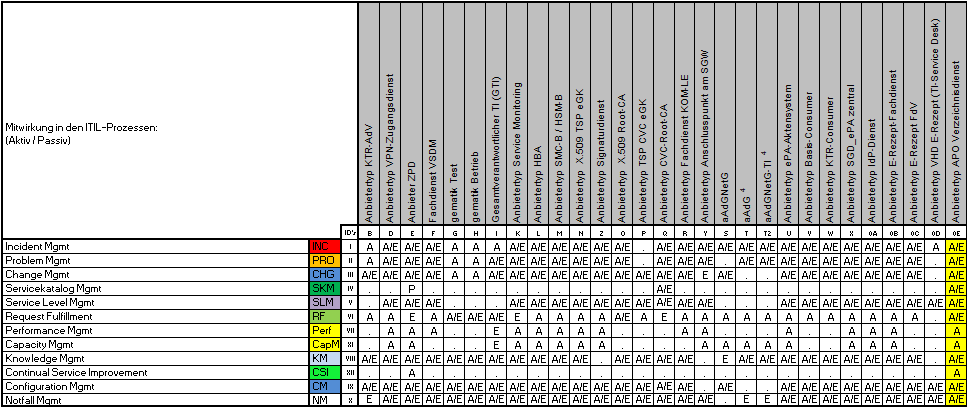 Mitwirkung in den ITIL-Prozessen:
(Aktiv / Passiv)
Anbietertyp KTR-AdV
Anbietertyp VPN-Zugangsdienst
Anbieter ZPD
Fachdienst VSDM
gematik Test
gematik Betrieb
Gesamtverantwortlicher TI (GTI)
Anbietertyp Service Monitoring
Anbietertyp HBA
Anbietertyp SMC-B / HSM-B
Anbietertyp X.509 TSP eGK
Anbietertyp Signaturdienst
Anbietertyp X.509 Root-CA
Anbietertyp TSP CVC eGK
Anbietertyp CVC-Root-CA
Anbietertyp Fachdienst KOM-LE
Anbietertyp Anschlusspunkt am SGW
aAdGNetG
aAdG 4
aAdGNetG-TI 4
Anbietertyp ePA-Aktensystem
Anbietertyp Basis-Consumer
Anbietertyp KTR-Consumer
Anbietertyp SGD_ePA zentral
Anbietertyp IdP-Dienst
Anbietertyp E-Rezept-Fachdienst
Anbietertyp E-Rezept FdV
Anbietertyp VHD E-Rezept (TI-Service Desk)
Anbietertyp APO Verzeichnisdienst
ID's B D E F G H I K L M N Z O P Q R Y S T T2 U V W X 0A 0B 0C 0D 0E
Incident Mgmt INC I A A/E A/E A/E A A A A/E A/E A/E A/E A/E . . A/E A/E A/E A/E A/E A/E A/E A/E A/E A/E A/E A/E A/E A A/E
Problem Mgmt PRO II A A/E A/E A/E A A A/E A/E A/E A/E A/E A/E A/E A/E A/E A/E A/E A/E A/E A/E A/E A/E A/E A/E A/E A/E A/E A/E A/E
Change Mgmt CHG III A/E A/E A/E A/E A A A/E A/E A/E A/E A/E A/E A/E A/E A/E A/E E A/E . . A/E A/E A/E A/E A/E A/E A/E A/E A/E
Servicekatalog Mgmt SKM IV . . P . . . . . . . . . . . A/E . . . . . . . . . . . . . A/E
Service Level Mgmt SLM V . A/E A/E A/E . . . A/E A/E A/E A/E A/E A/E A/E A/E A/E A/E . . . A/E A/E A/E A/E A/E A/E A/E A/E A/E
Request Fulfillment RF VI A A E A A/E A/E A E A A A A A/E A E A A A A A A A A A A A A A/E A/E
Performance Mgmt Perf VII . A A A . . E A A A A A . . . A A . . . A . . A A A . . A
Capacity Mgmt CapM XI . A A A . . E A A A A A . . . . A A A A A . . A A A . . A
Knowledge Mgmt KM VIII A/E A/E A/E A/E A/E A/E A/E A/E A/E A/E A/E . A/E A/E A/E A/E . E A/E A/E A/E A/E A/E A/E A/E A/E A/E . A/E
Continual Service Improvement CSI XII . . A . . . . . . . . . . . . . . . . . . . . . . . . . A
Configuration Mgmt CM IX A/E A/E A/E A/E A/E A/E A/E A/E A/E A/E A/E A/E A/E A/E A/E A/E . A/E . . A/E A/E A/E A/E A/E A/E A/E A/E A/E
Notfall Mgmt NM X E A/E A/E A/E A/E A/E A/E A/E A/E A/E A/E A/E A/E A/E A/E A/E A/E . E E A/E A/E A/E A/E A/E A/E A/E A/E A/E